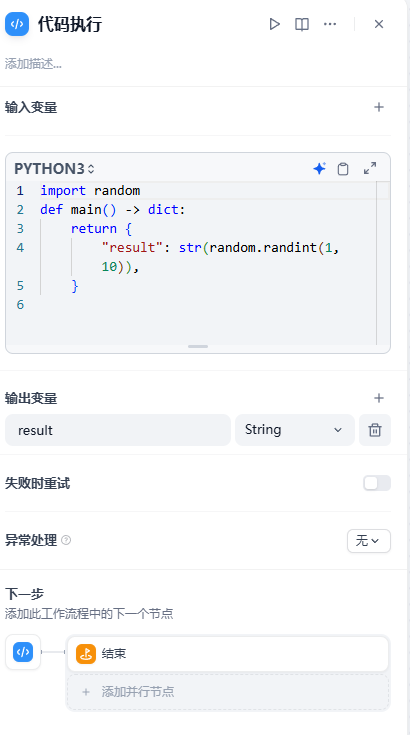 代码执行
添加描述...
输入变量
PYTHON3
1 import random
2 def main() -> dict:
3 return {
4 "result": str(random.randint(1,
10)),
5 }
6
输出变量
result String
失败时重试
异常处理 无
下一步
添加此工作流程中的下一个节点
结束
添加并行节点